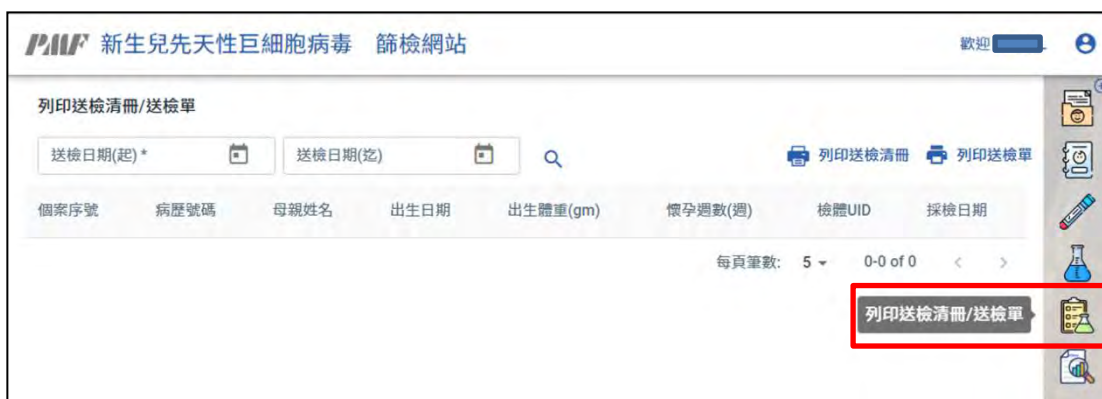 PMF 新生兒先天性巨細胞病毒 篩檢網站 歡迎
列印送檢清冊/送檢單
送檢日期(起) * 送檢日期(迄) 列印送檢清冊 列印送檢單
個案序號 病歷號碼 母親姓名 出生日期 出生體重(gm) 懷孕週數(週) 檢體UID 採檢日期
每頁筆數: 5 0-0 of 0 < >
列印送檢清冊/送檢單